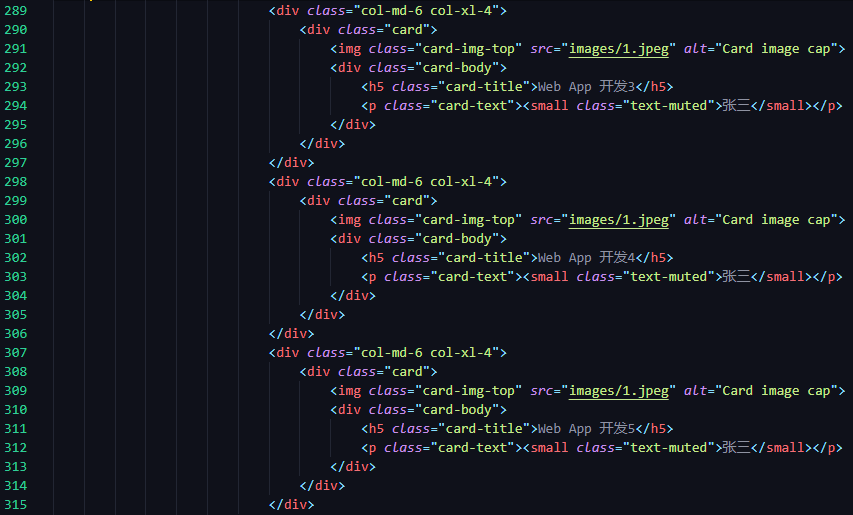 289 <div class="col-md-6 col-xl-4">
290 <div class="card">
291 <img class="card-img-top" src="images/1.jpeg" alt="Card image cap">
292 <div class="card-body">
293 <h5 class="card-title">Web App 开发3</h5>
294 <p class="card-text"><small class="text-muted">张三</small></p>
295 </div>
296 </div>
297 </div>
298 <div class="col-md-6 col-xl-4">
299 <div class="card">
300 <img class="card-img-top" src="images/1.jpeg" alt="Card image cap">
301 <div class="card-body">
302 <h5 class="card-title">Web App 开发4</h5>
303 <p class="card-text"><small class="text-muted">张三</small></p>
304 </div>
305 </div>
306 </div>
307 <div class="col-md-6 col-xl-4">
308 <div class="card">
309 <img class="card-img-top" src="images/1.jpeg" alt="Card image cap">
310 <div class="card-body">
311 <h5 class="card-title">Web App 开发5</h5>
312 <p class="card-text"><small class="text-muted">张三</small></p>
313 </div>
314 </div>
315 </div>